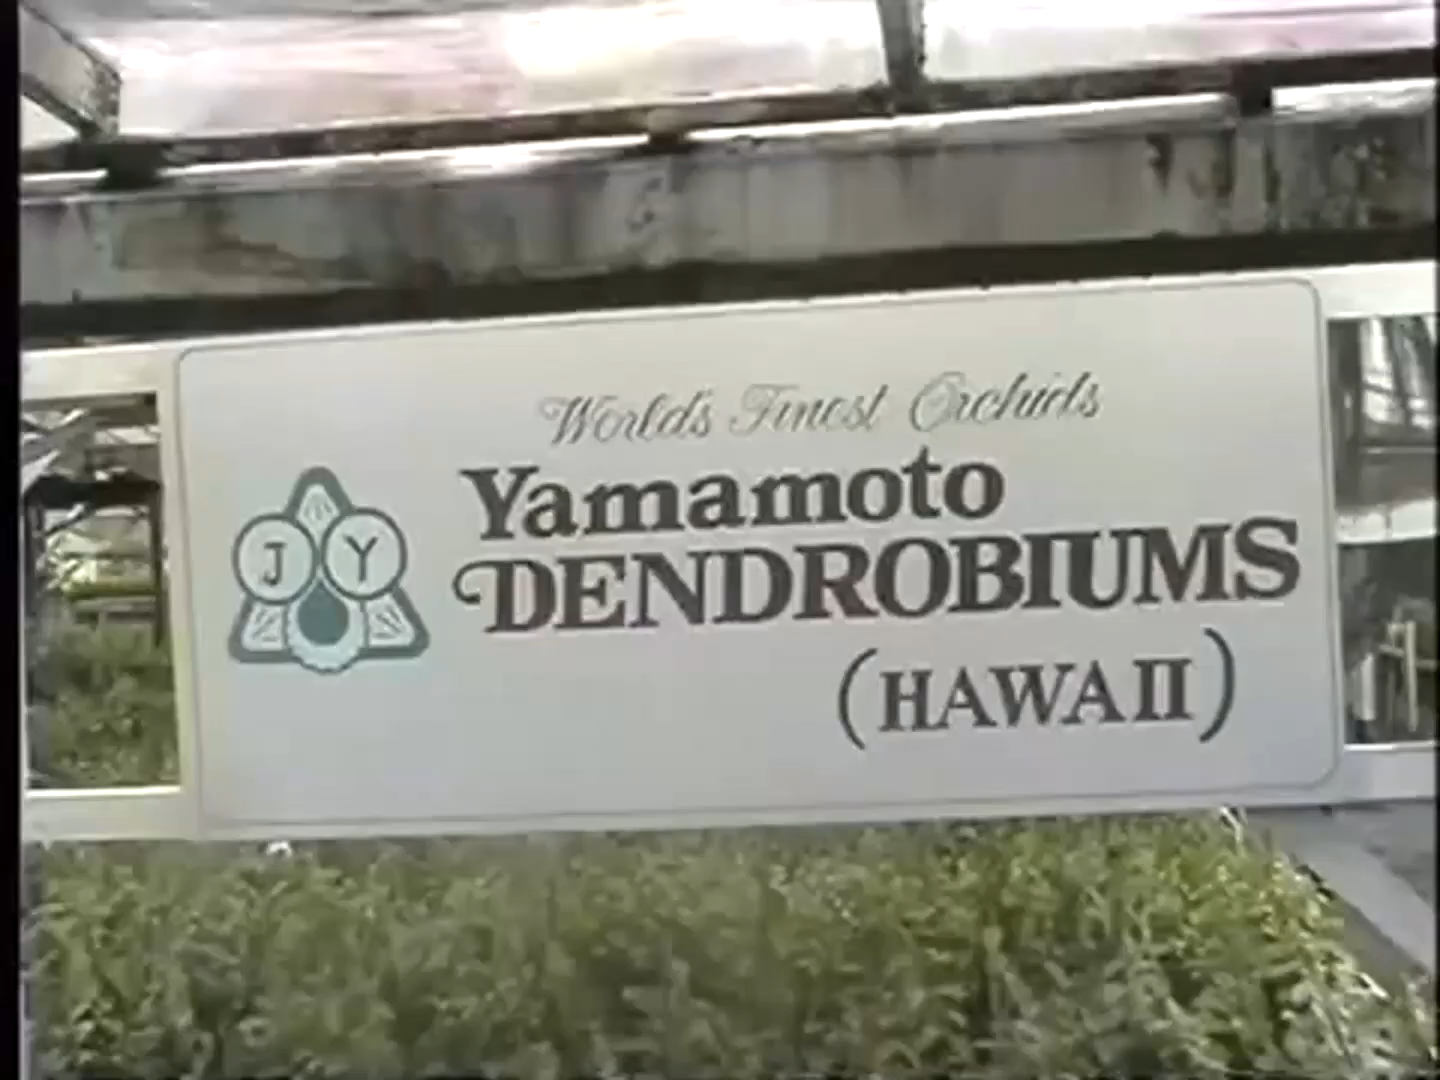 World's Finest Orchids
Yamamoto
DENDROBIUMS
(HAWAII)
J Y